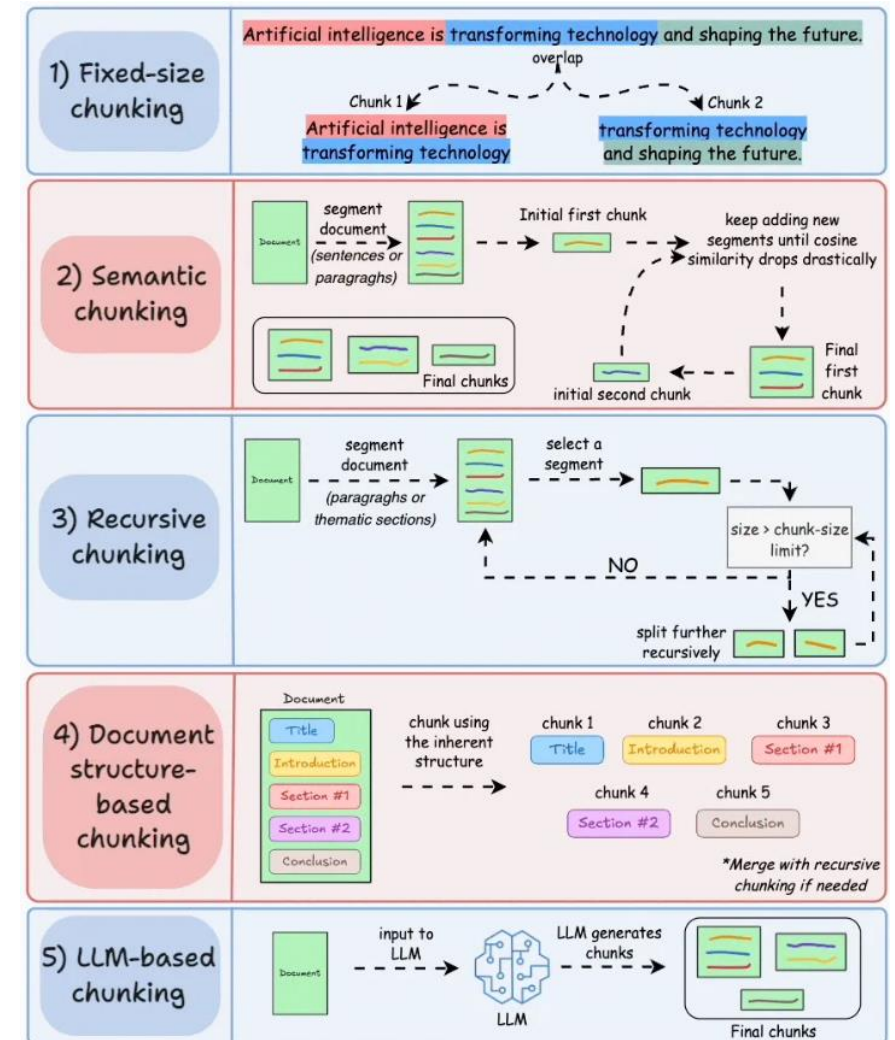 1) Fixed-size
chunking
Artificial intelligence is transforming technology and shaping the future.
overlap
Chunk 1
Chunk 2
Artificial intelligence is
transforming technology
transforming technology
and shaping the future.
2) Semantic
chunking
Document
segment
document
(sentences or
paragraghs)
Initial first chunk
keep adding new
segments until cosine
similarity drops drastically
Final
first
chunk
initial second chunk
Final chunks
3) Recursive
chunking
Document
segment
document
(paragraghs or
thematic sections)
select a
segment
size > chunk-size
limit?
NO
YES
split further
recursively
4) Document
structure-
based
chunking
Document
Title
Introduction
Section #1
Section #2
Conclusion
chunk using
the inherent
structure
chunk 1
Title
chunk 2
Introduction
chunk 3
Section #1
chunk 4
Section #2
chunk 5
Conclusion
*Merge with recursive
chunking if needed
5) LLM-based
chunking
Document
input to
LLM
LLM
LLM generates
chunks
Final chunks